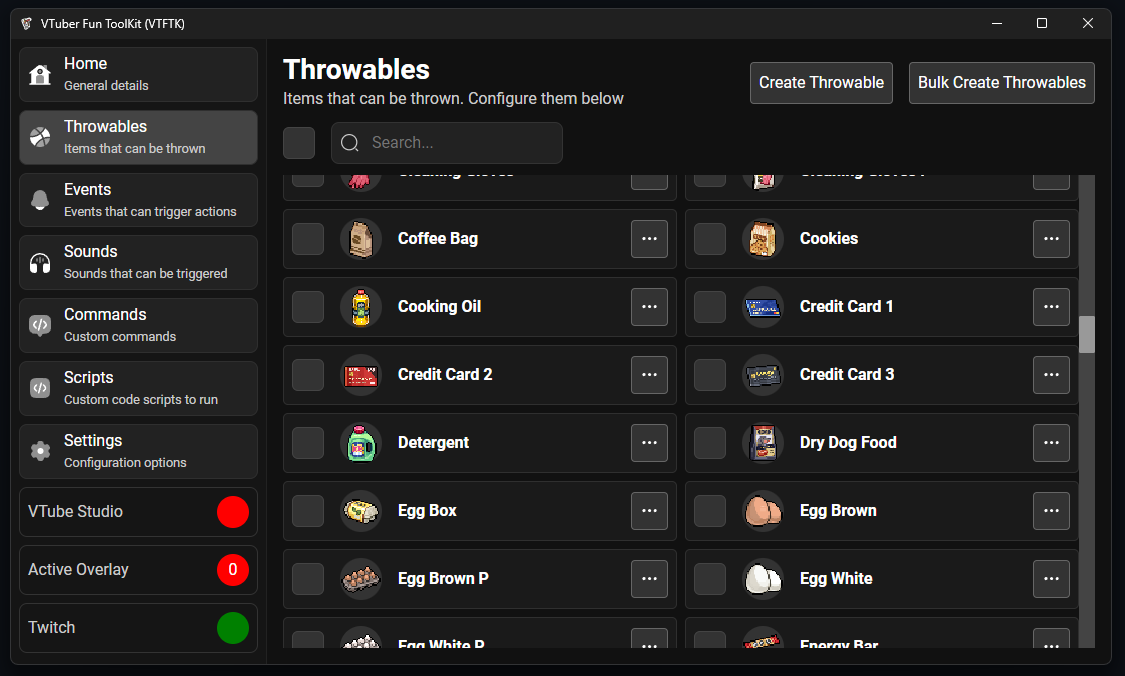 VTuber Fun ToolKit (VTFTK)
Home
General details
Throwables
Items that can be thrown
Events
Events that can trigger actions
Sounds
Sounds that can be triggered
Commands
Custom commands
Scripts
Custom code scripts to run
Settings
Configuration options
VTube Studio
Active Overlay 0
Twitch
Throwables
Items that can be thrown. Configure them below
Create Throwable
Bulk Create Throwables
Search...
Cleaning Gloves
Cleaning Gloves
Coffee Bag
Cookies
Cooking Oil
Credit Card 1
Credit Card 2
Credit Card 3
Detergent
Dry Dog Food
Egg Box
Egg Brown
Egg Brown P
Egg White
Egg White P
Energy Bar